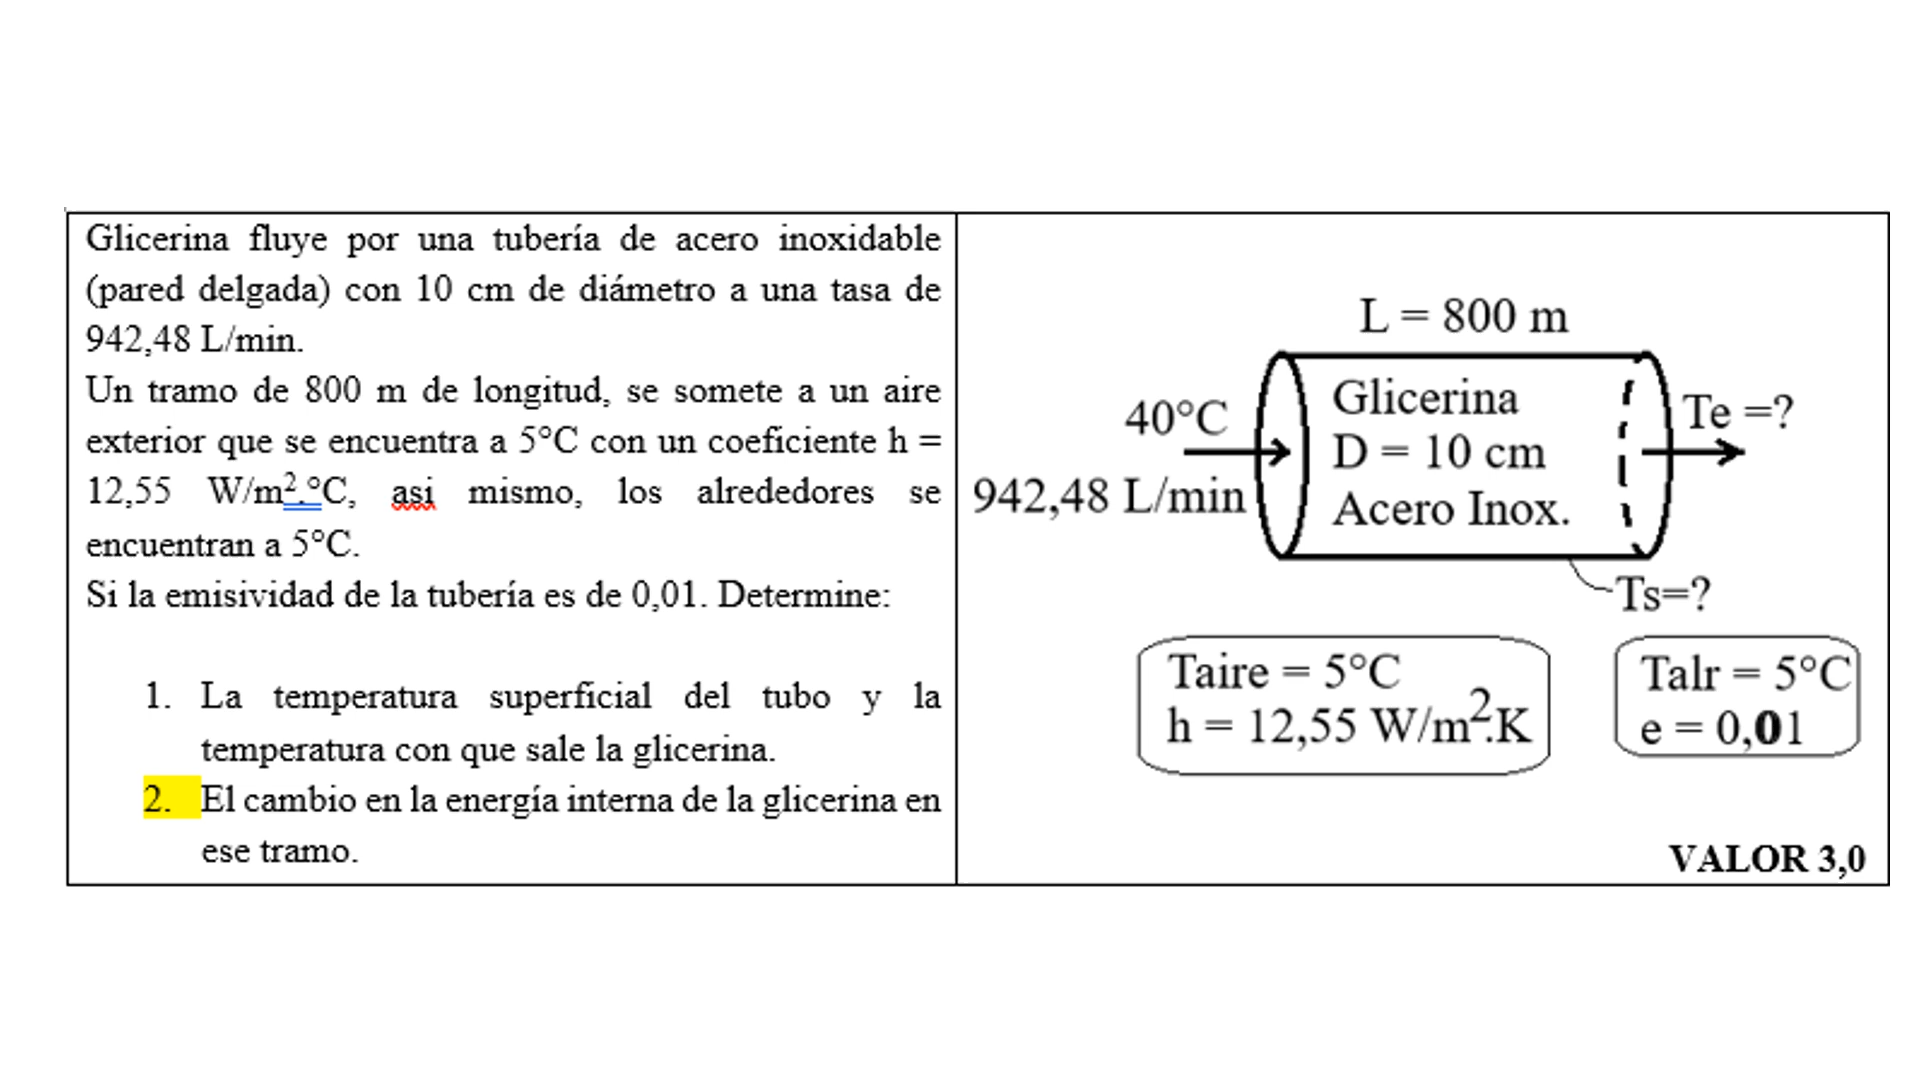 Glicerina fluye por una tubería de acero inoxidable
(pared delgada) con 10 cm de diámetro a una tasa de
942,48 L/min.
Un tramo de 800 m de longitud, se somete a un aire
exterior que se encuentra a 5°C con un coeficiente h =
12,55 W/m².°C, asi mismo, los alrededores se
encuentran a 5°C.
Si la emisividad de la tubería es de 0,01. Determine:
1. La temperatura superficial del tubo y la
temperatura con que sale la glicerina.
2. El cambio en la energía interna de la glicerina en
ese tramo.
L = 800 m
40°C
942,48 L/min
Glicerina
D = 10 cm
Acero Inox.
Te =?
Ts=?
Taire = 5°C
h = 12,55 W/m².K
Talr = 5°C
e = 0,01
VALOR 3,0